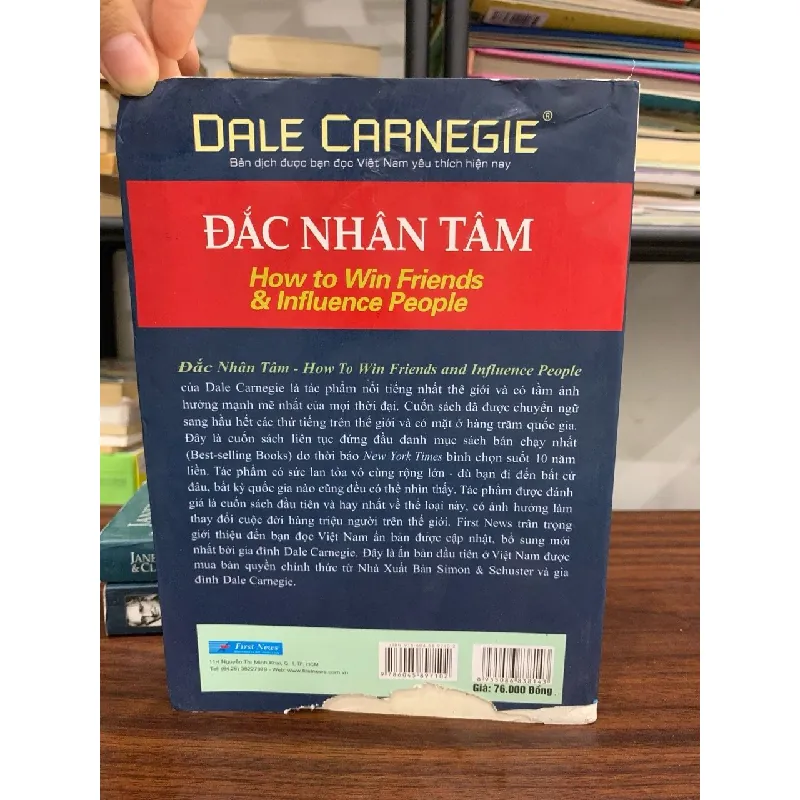 DALE CARNEGIE®
Bản dịch được bạn đọc Việt Nam yêu thích hiện nay
ĐẮC NHÂN TÂM
How to Win Friends
& Influence People
Đắc Nhân Tâm - How To Win Friends and Influence People
của Dale Carnegie là tác phẩm nổi tiếng nhất thế giới và có tầm ảnh
hưởng mạnh mẽ nhất của mọi thời đại. Cuốn sách đã được chuyển ngữ
sang hầu hết các thứ tiếng trên thế giới và có mặt ở hàng trăm quốc gia.
Đây là cuốn sách liên tục đứng đầu danh mục sách bán chạy nhất
(Best-selling Books) do thời báo New York Times bình chọn suốt 10 năm
liền. Tác phẩm có sức lan tỏa vô cùng rộng lớn - dù bạn đi đến bất cứ
đâu, bất kỳ quốc gia nào cũng đều có thể nhìn thấy. Tác phẩm được đánh
giá là cuốn sách đầu tiên và hay nhất về thể loại này, có ảnh hưởng làm
thay đổi cuộc đời hàng triệu người trên thế giới. First News trân trọng
giới thiệu đến bạn đọc Việt Nam ấn bản được cập nhật, bổ sung mới
nhất bởi gia đình Dale Carnegie. Đây là ấn bản đầu tiên ở Việt Nam được
mua bản quyền chính thức từ Nhà Xuất Bản Simon & Schuster và gia
đình Dale Carnegie.
First News
Nguyễn Thị Minh Khai, Q. 1, TP. HCM
Giá: 76.000 Đồng
JANE
& CL